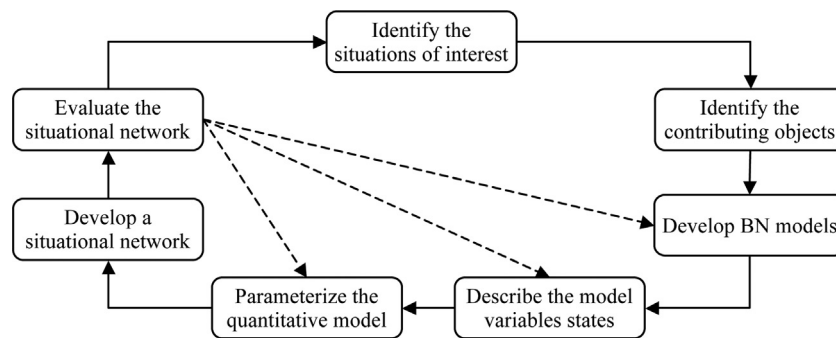 Identify the
situations of interest
Evaluate the
situational network
Identify the
contributing objects
Develop a
situational network
Develop BN models
Parameterize the
quantitative model
Describe the model
variables states